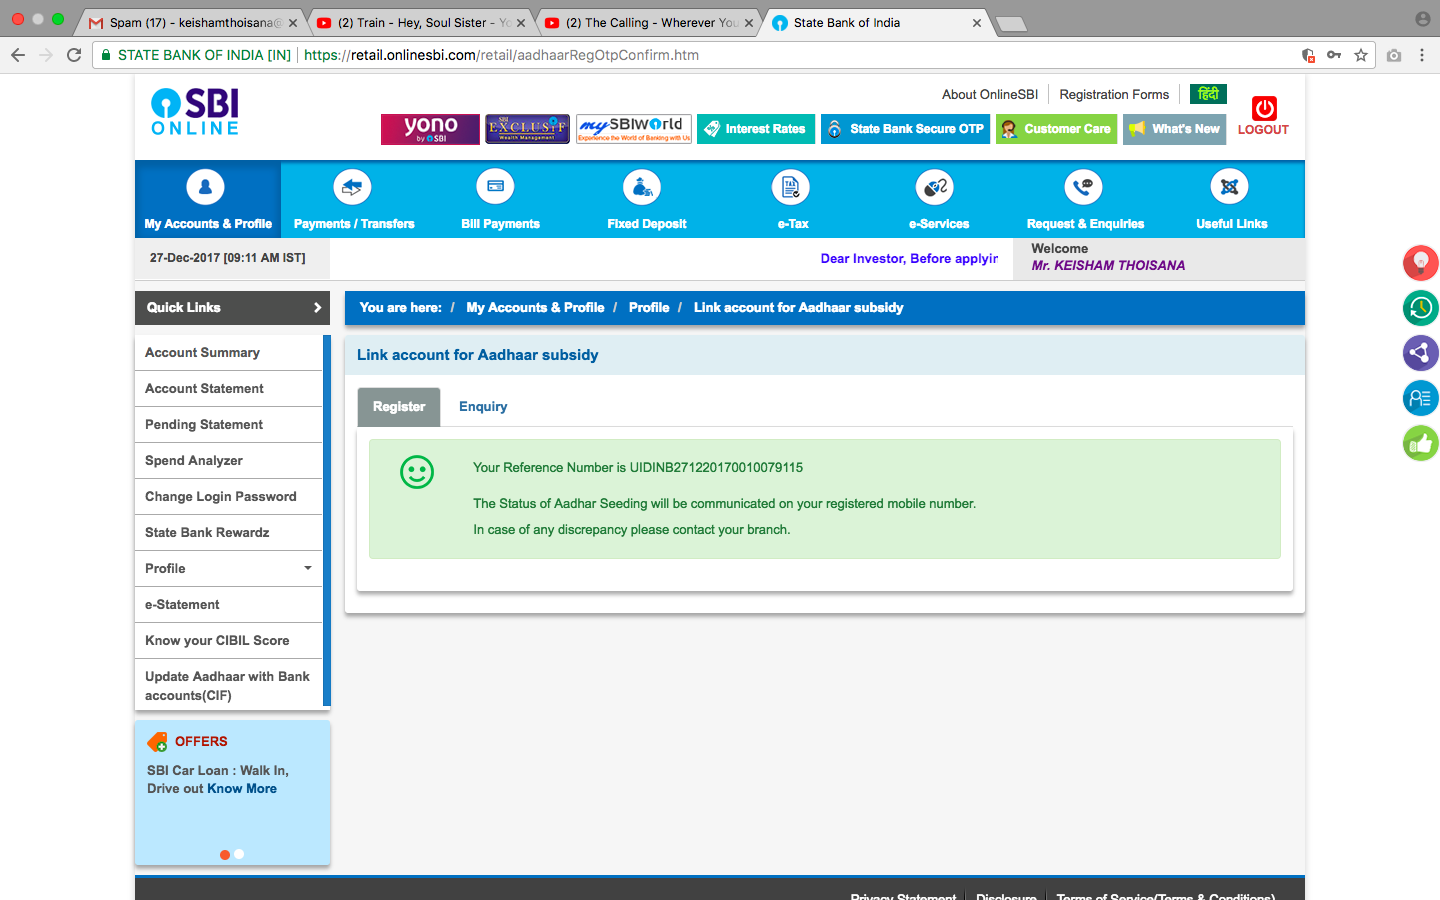 Spam (17) - keishamthoisana@
(2) Train - Hey, Soul Sister - Yo
(2) The Calling - Wherever You
State Bank of India
STATE BANK OF INDIA [IN]
https://retail.onlinesbi.com/retail/aadhaarRegOtpConfirm.htm
SBI
ONLINE
About OnlineSBI
Registration Forms
हिंदी
LOGOUT
yono
by SBI
SBI
EXCLUSIF
Wealth Management
mySBIWorld
Experience the World of Banking with Us
Interest Rates
State Bank Secure OTP
Customer Care
What's New
My Accounts & Profile
Payments / Transfers
Bill Payments
Fixed Deposit
TAX
e-Tax
e-Services
Request & Enquiries
Useful Links
27-Dec-2017 [09:11 AM IST]
Dear Investor, Before applyin
Welcome
Mr. KEISHAM THOISANA
Quick Links
Account Summary
Account Statement
Pending Statement
Spend Analyzer
Change Login Password
State Bank Rewardz
Profile
e-Statement
Know your CIBIL Score
Update Aadhaar with Bank
accounts(CIF)
OFFERS
SBI Car Loan : Walk In,
Drive out Know More
You are here: / My Accounts & Profile / Profile / Link account for Aadhaar subsidy
Link account for Aadhaar subsidy
Register
Enquiry
Your Reference Number is UIDINB271220170010079115
The Status of Aadhar Seeding will be communicated on your registered mobile number.
In case of any discrepancy please contact your branch.
Privacy Statement
Disclosure
Terms of Service(Terms & Conditions)